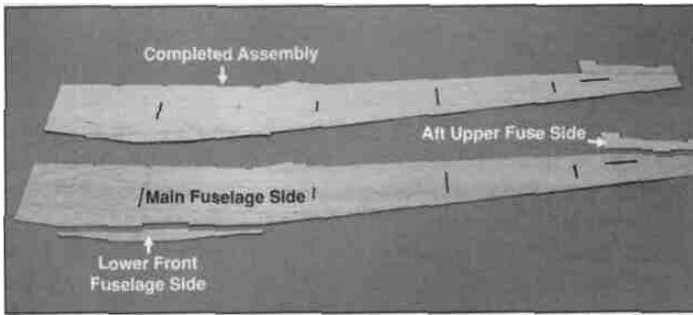 Completed Assembly
Aft Upper Fuse Side
Main Fuselage Side
Lower Front
Fuselage Side